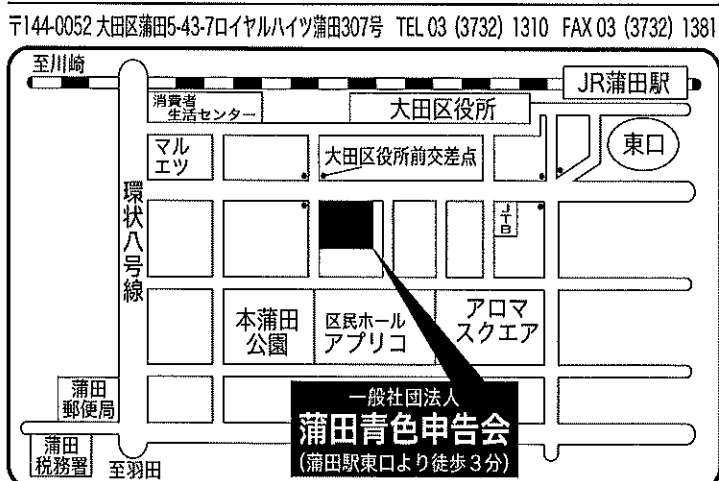 〒144-0052 大田区蒲田5-43-7ロイヤルハイツ蒲田307号 TEL 03 (3732) 1310 FAX 03 (3732) 1381
至川崎
JR蒲田駅
消費者
生活センター
大田区役所
マル
エツ
大田区役所前交差点
東口
環状八号線
JTB
本蒲田
公園
区民ホール
アプリコ
アロマ
スクエア
蒲田
郵便局
一般社団法人
蒲田青色申告会
(蒲田駅東口より徒歩3分)
蒲田
税務署
至羽田